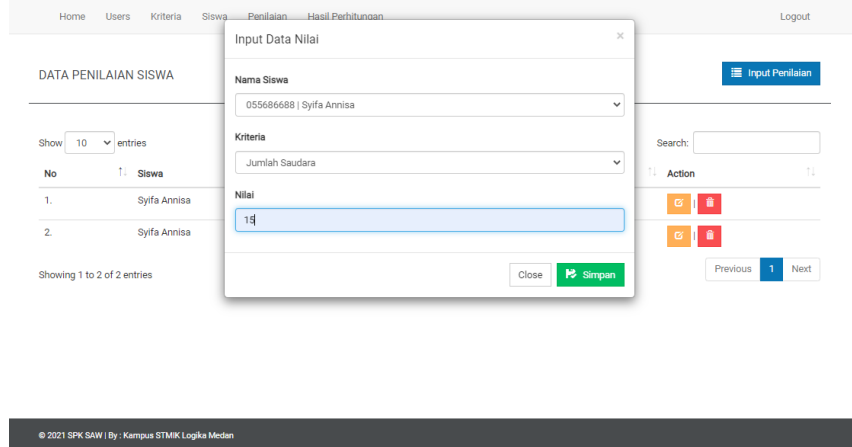 Home Users Kriteria Siswa Penilaian Hasil Perhitungan Logout
Input Data Nilai ×
DATA PENILAIAN SISWA
Input Penilaian
Nama Siswa
055686688 | Syifa Annisa
Kriteria
Jumlah Saudara
Nilai
15
Close Simpan
Show 10 entries
Search:
No Siswa Action
1. Syifa Annisa |
2. Syifa Annisa |
Showing 1 to 2 of 2 entries
Previous 1 Next
© 2021 SPK SAW | By : Kampus STMIK Logika Medan